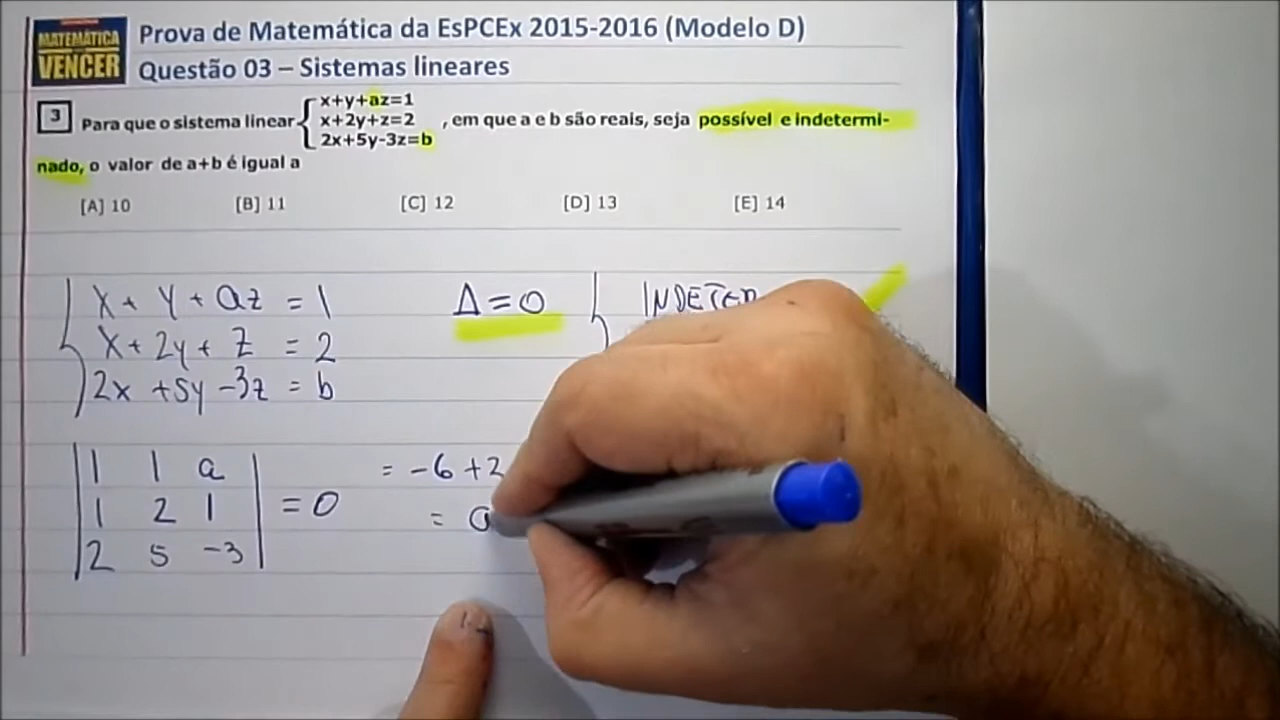 MATEMÁTICA
VENCER
Prova de Matemática da EsPCEx 2015-2016 (Modelo D)
Questão 03 – Sistemas lineares
3 Para que o sistema linear { x+y+az=1
x+2y+z=2
2x+5y-3z=b , em que a e b são reais, seja possível e indetermi-
nado, o valor de a+b é igual a
[A] 10 [B] 11 [C] 12 [D] 13 [E] 14
x + y + az = 1
x + 2y + z = 2
2x + 5y - 3z = b
Δ = 0 { INDETER
1 1 a
1 2 1 = 0
2 5 -3
= -6 + 2
= a